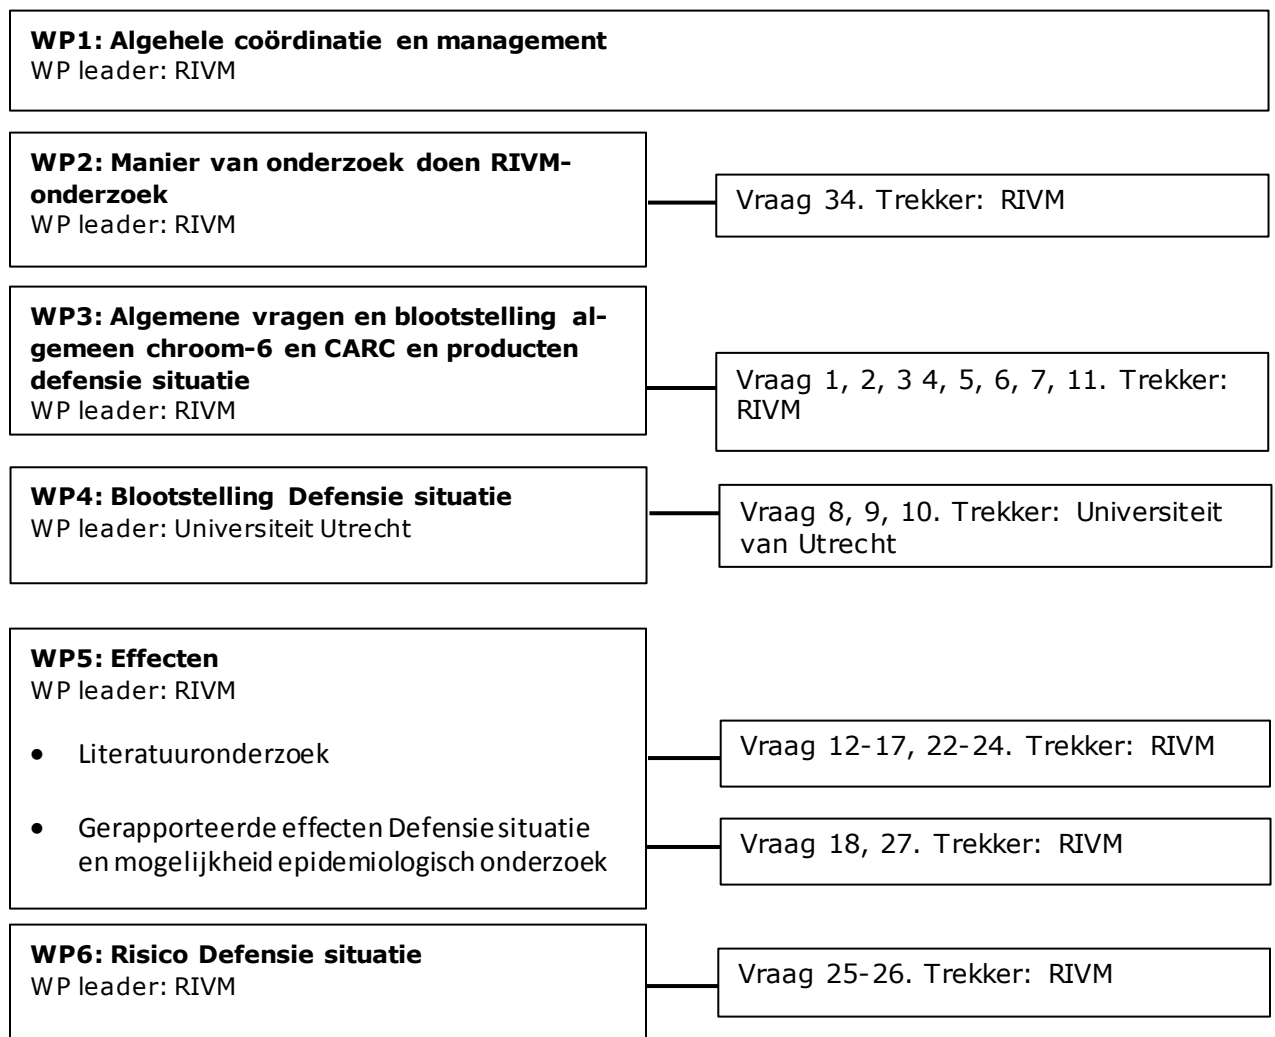 WP1: Algehele coördinatie en management
WP leader: RIVM
WP2: Manier van onderzoek doen RIVM-
onderzoek
WP leader: RIVM
Vraag 34. Trekker: RIVM
WP3: Algemene vragen en blootstelling al-
gemeen chroom-6 en CARC en producten
defensie situatie
WP leader: RIVM
Vraag 1, 2, 3 4, 5, 6, 7, 11. Trekker:
RIVM
WP4: Blootstelling Defensie situatie
WP leader: Universiteit Utrecht
Vraag 8, 9, 10. Trekker: Universiteit
van Utrecht
WP5: Effecten
WP leader: RIVM
• Literatuuronderzoek
Vraag 12-17, 22-24. Trekker: RIVM
• Gerapporteerde effecten Defensie situatie
en mogelijkheid epidemiologisch onderzoek
Vraag 18, 27. Trekker: RIVM
WP6: Risico Defensie situatie
WP leader: RIVM
Vraag 25-26. Trekker: RIVM